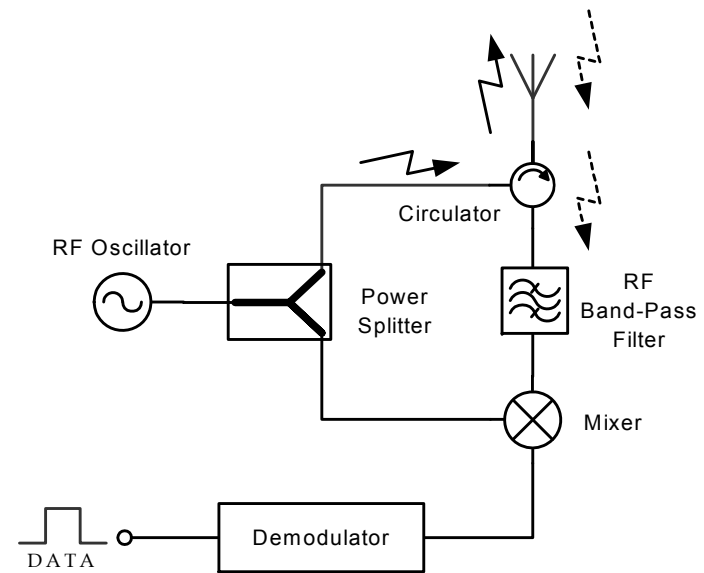 Circulator
RF Oscillator
Power
Splitter
RF
Band-Pass
Filter
Mixer
Demodulator
DATA